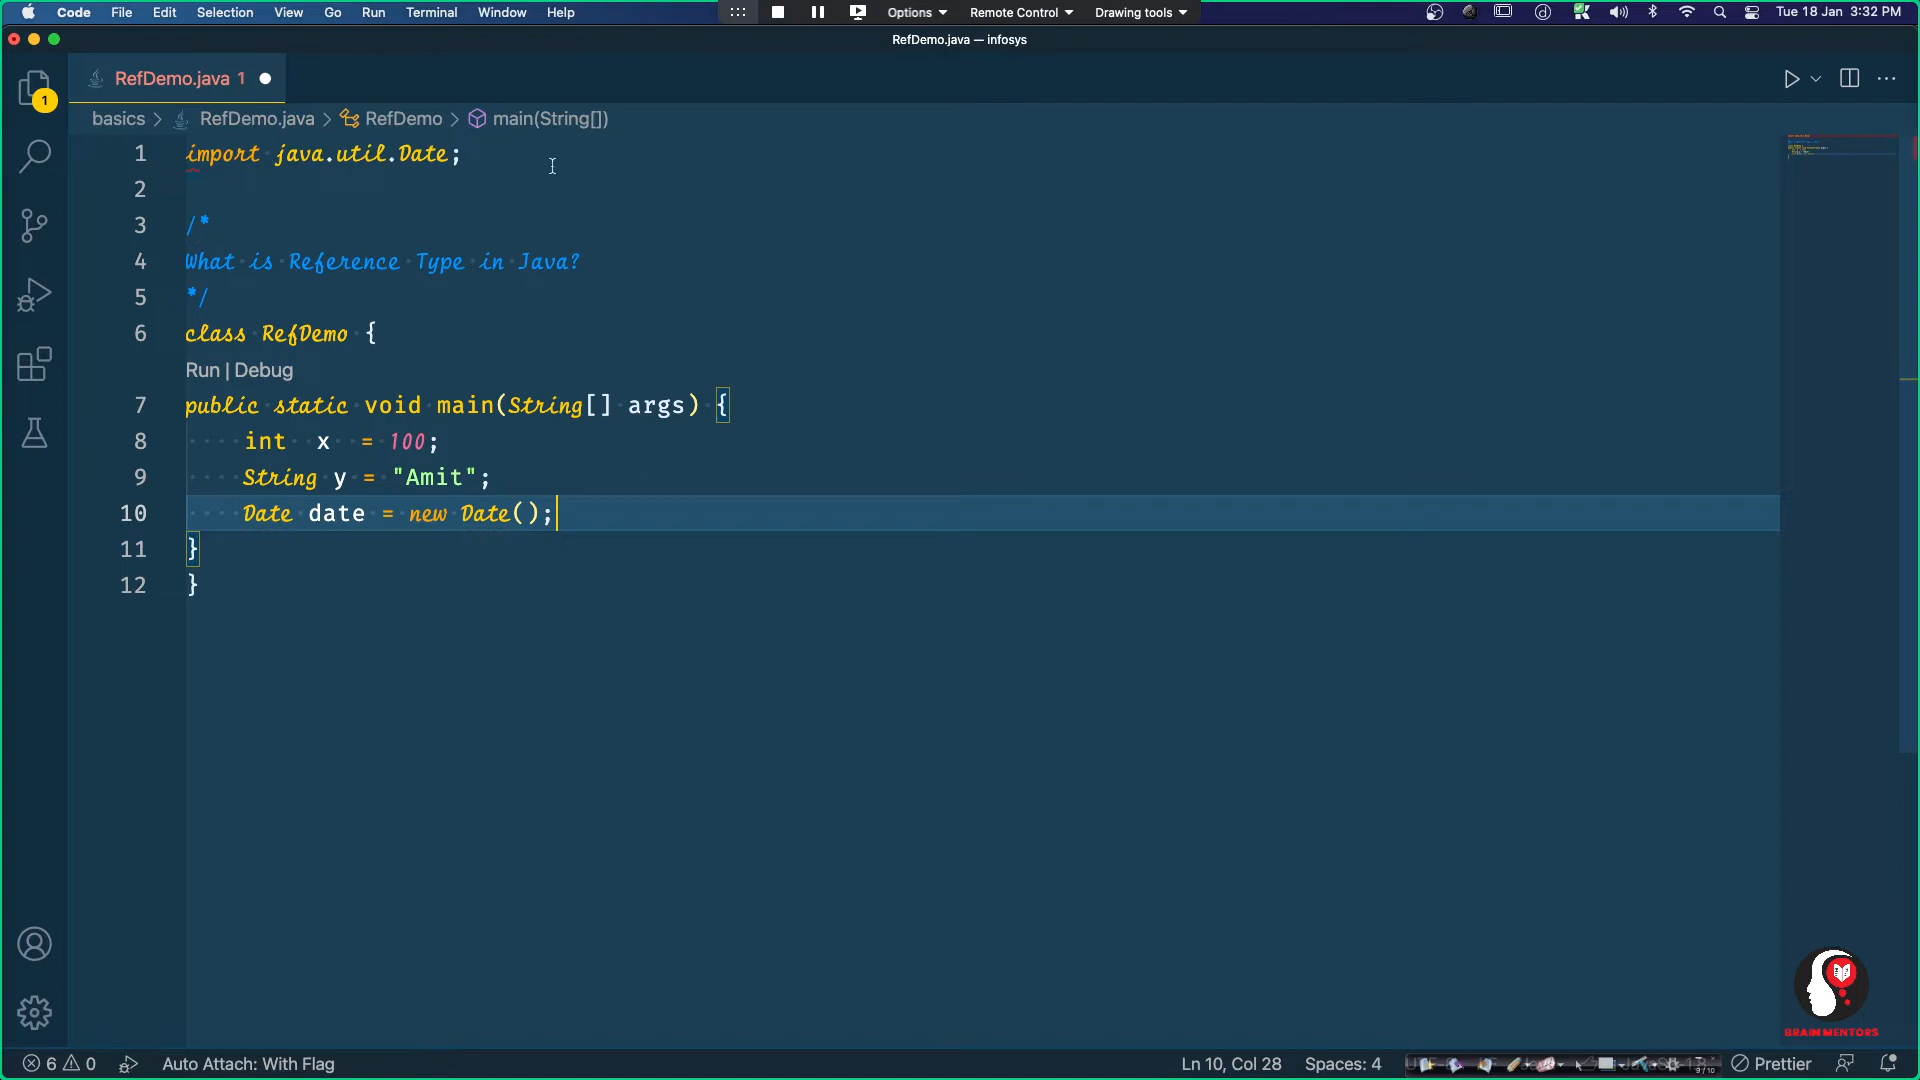 Code File Edit Selection View Go Run Terminal Window Help Options Remote Control Drawing tools Tue 18 Jan 3:32 PM
RefDemo.java — infosys
RefDemo.java 1
1
basics > RefDemo.java > RefDemo > main(String[])
1 import java.util.Date;
2
3 /*
4 What is Reference Type in Java?
5 */
6 class RefDemo {
Run | Debug
7 public static void main(String[] args) {
8 int x = 100;
9 String y = "Amit";
10 Date date = new Date();
11 }
12 }
BRAIN MENTORS
6 0 Auto Attach: With Flag Ln 10, Col 28 Spaces: 4 9/10 Prettier